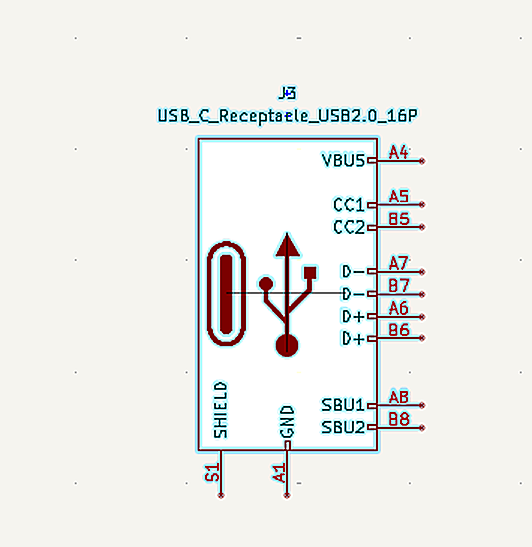 J3
USB_C_Receptacle_USB2.0_16P
VBUS A4
CC1 A5
CC2 B5
D- A7
D- B7
D+ A6
D+ B6
SBU1 A8
SBU2 B8
SHIELD
GND
S1
A1